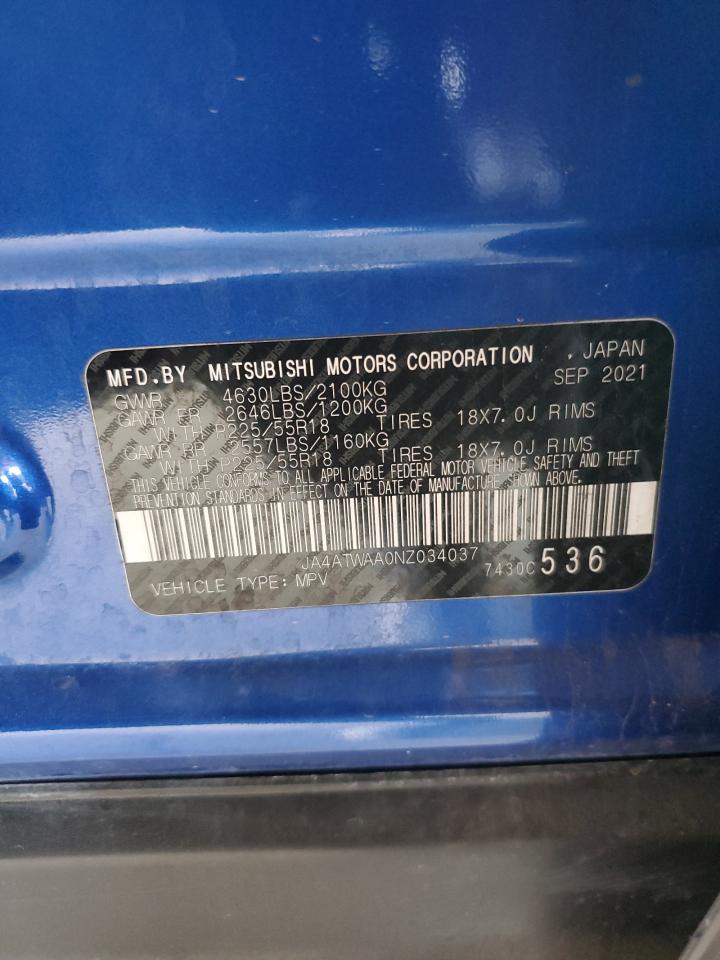 MFD.BY MITSUBISHI MOTORS CORPORATION , JAPAN
SEP 2021
GVWR 4630LBS/2100KG
GAWR FR 2646LBS/1200KG
WITH P225/55R18 TIRES 18X7.0J RIMS
GAWR RR 2557LBS/1160KG
WITH P225/55R18 TIRES 18X7.0J RIMS
THIS VEHICLE CONFORMS TO ALL APPLICABLE FEDERAL MOTOR VEHICLE SAFETY AND THEFT
PREVENTION STANDARDS IN EFFECT ON THE DATE OF MANUFACTURE SHOWN ABOVE.
JA4ATWAA0NZ034037 7430C 536
VEHICLE TYPE: MPV